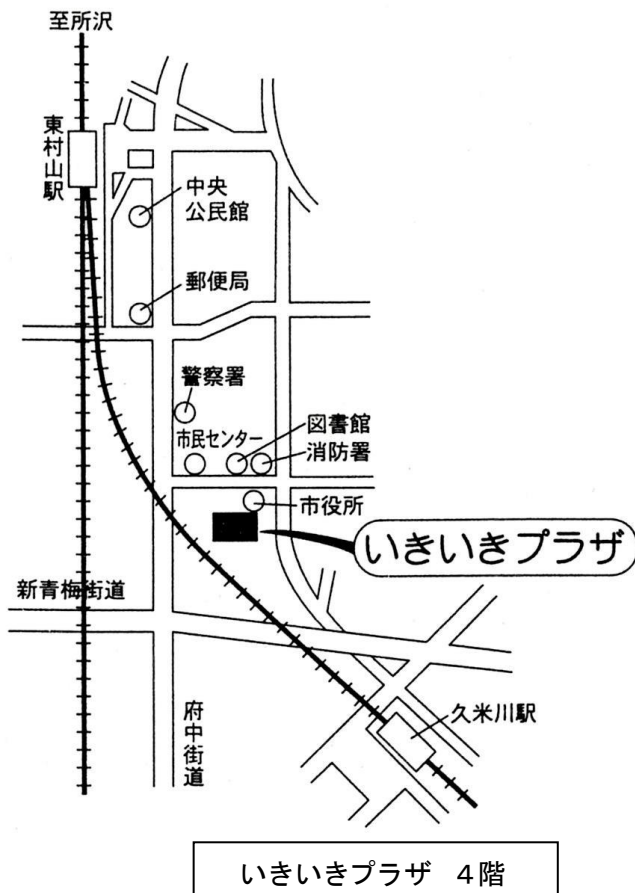 至所沢
東村山駅
中央
公民館
郵便局
警察署
市民センター
図書館
消防署
市役所
いきいきプラザ
新青梅街道
府中街道
久米川駅
いきいきプラザ　4階